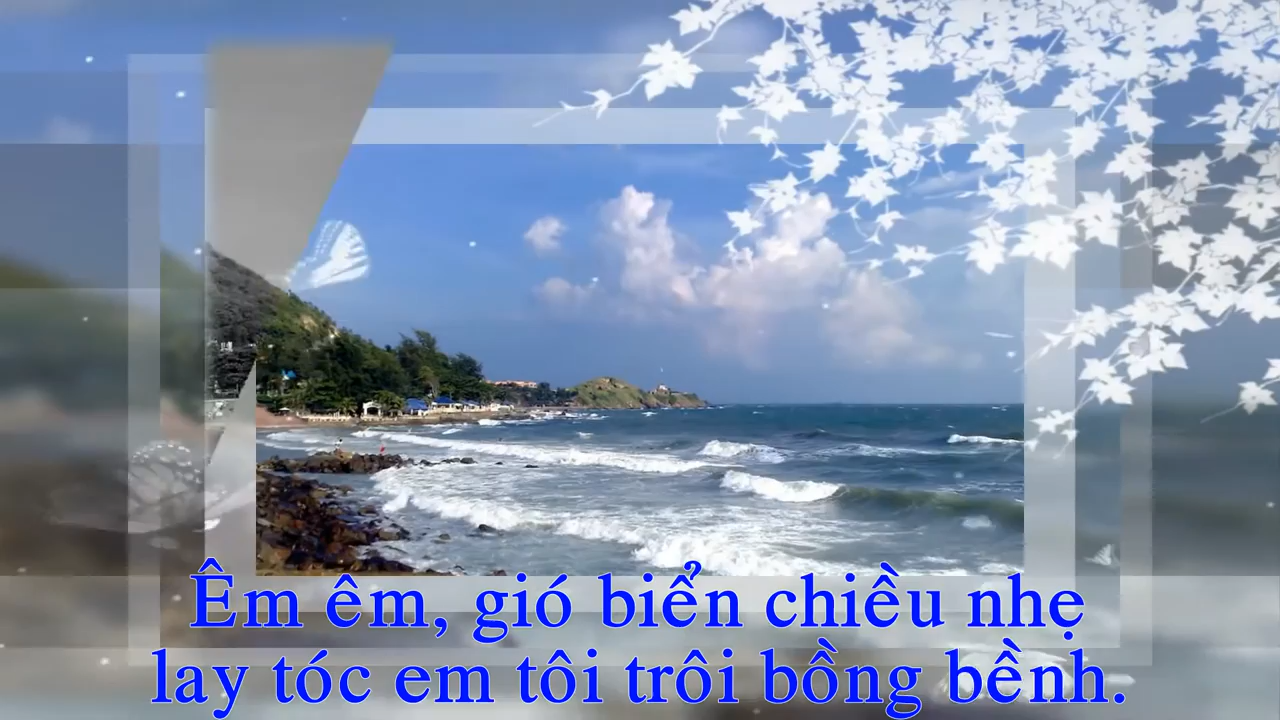 Êm êm, gió biển chiều nhẹ
lay tóc em tôi trôi bồng bềnh.